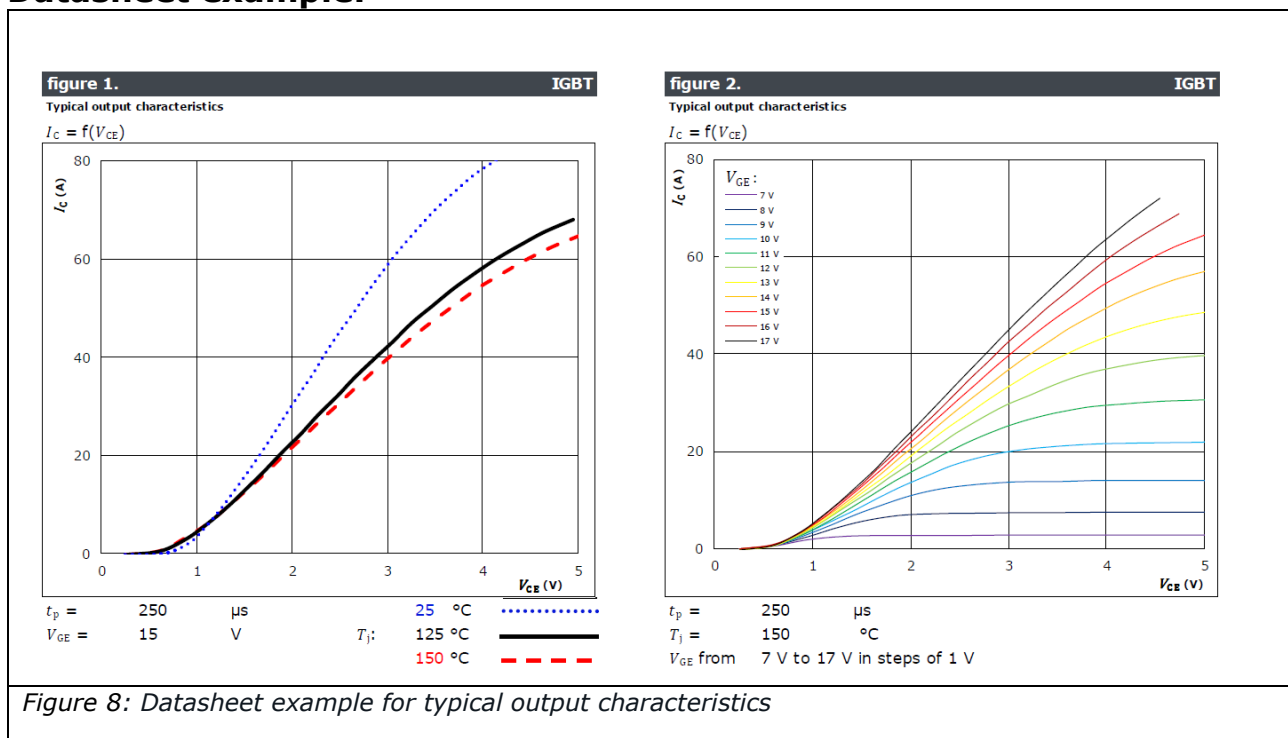 Datasheet example:
figure 1. IGBT
Typical output characteristics
I_C = f(V_CE)
I_C (A)
80
60
40
20
0
0 1 2 3 4 5
V_CE (V)
t_p = 250 µs
V_GE = 15 V
T_j: 25 °C
125 °C
150 °C
figure 2. IGBT
Typical output characteristics
I_C = f(V_CE)
I_C (A)
80
60
40
20
0
V_GE :
7 V
8 V
9 V
10 V
11 V
12 V
13 V
14 V
15 V
16 V
17 V
0 1 2 3 4 5
V_CE (V)
t_p = 250 µs
T_j = 150 °C
V_GE from 7 V to 17 V in steps of 1 V
Figure 8: Datasheet example for typical output characteristics